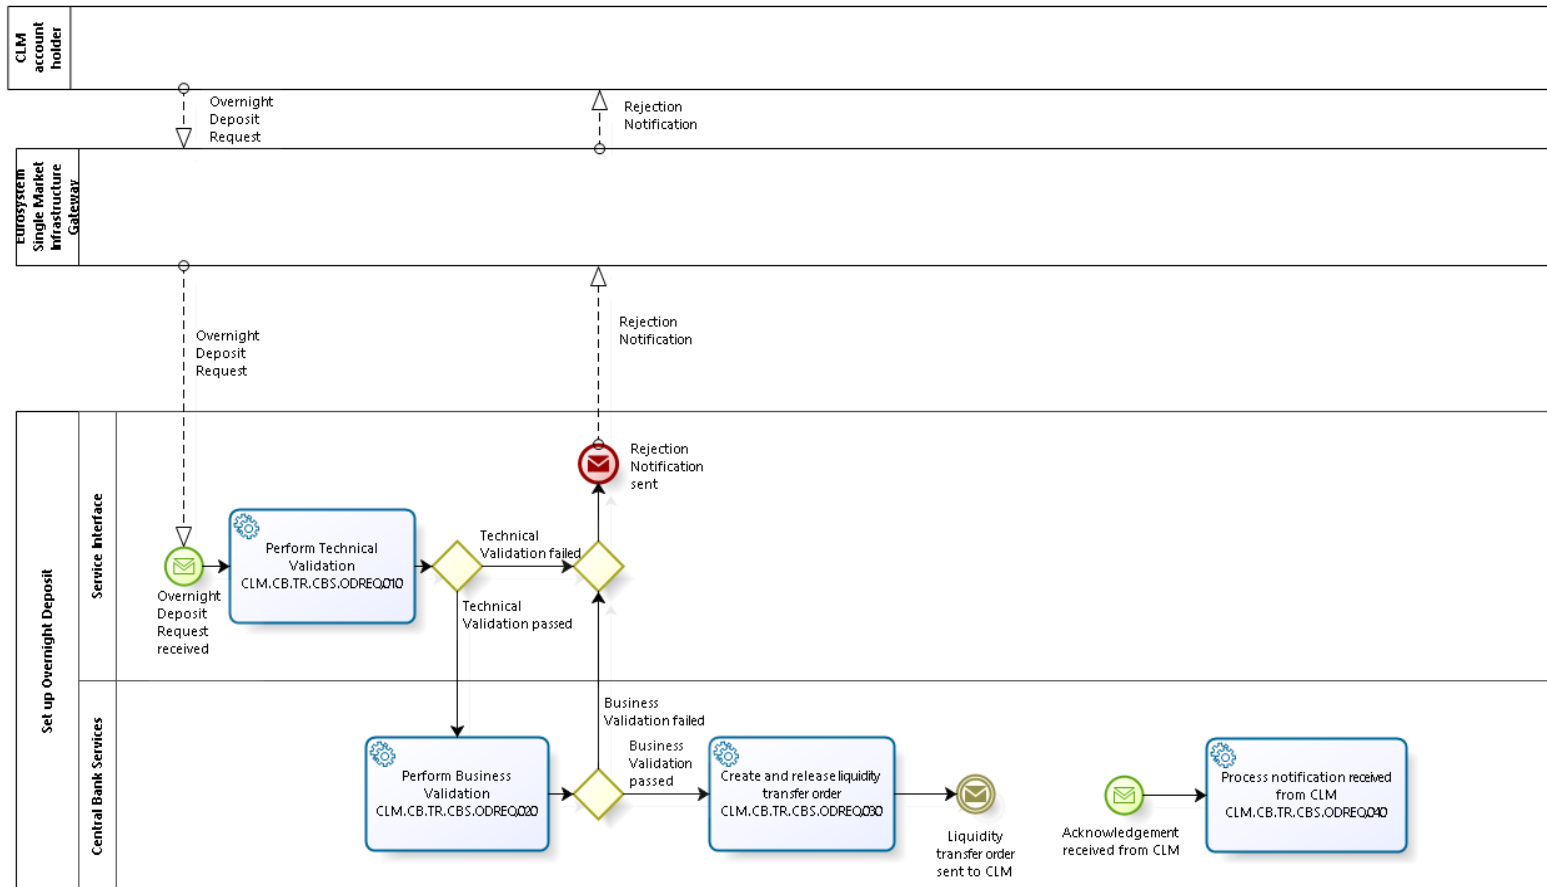 CLM
account
holder
Overnight
Deposit
Request
Rejection
Notification
Eurosystem
Single Market
Infrastructure
Gateway
Overnight
Deposit
Request
Rejection
Notification
Set up Overnight Deposit
Service Interface
Rejection
Notification
sent
Overnight
Deposit
Request
received
Perform Technical
Validation
CLM.CB.TR.CBS.ODREQ.010
Technical
Validation failed
Technical
Validation passed
Central Bank Services
Business
Validation failed
Perform Business
Validation
CLM.CB.TR.CBS.ODREQ.020
Business
Validation
passed
Create and release liquidity
transfer order
CLM.CB.TR.CBS.ODREQ.030
Liquidity
transfer order
sent to CLM
Acknowledgement
received from CLM
Process notification received
from CLM
CLM.CB.TR.CBS.ODREQ.040